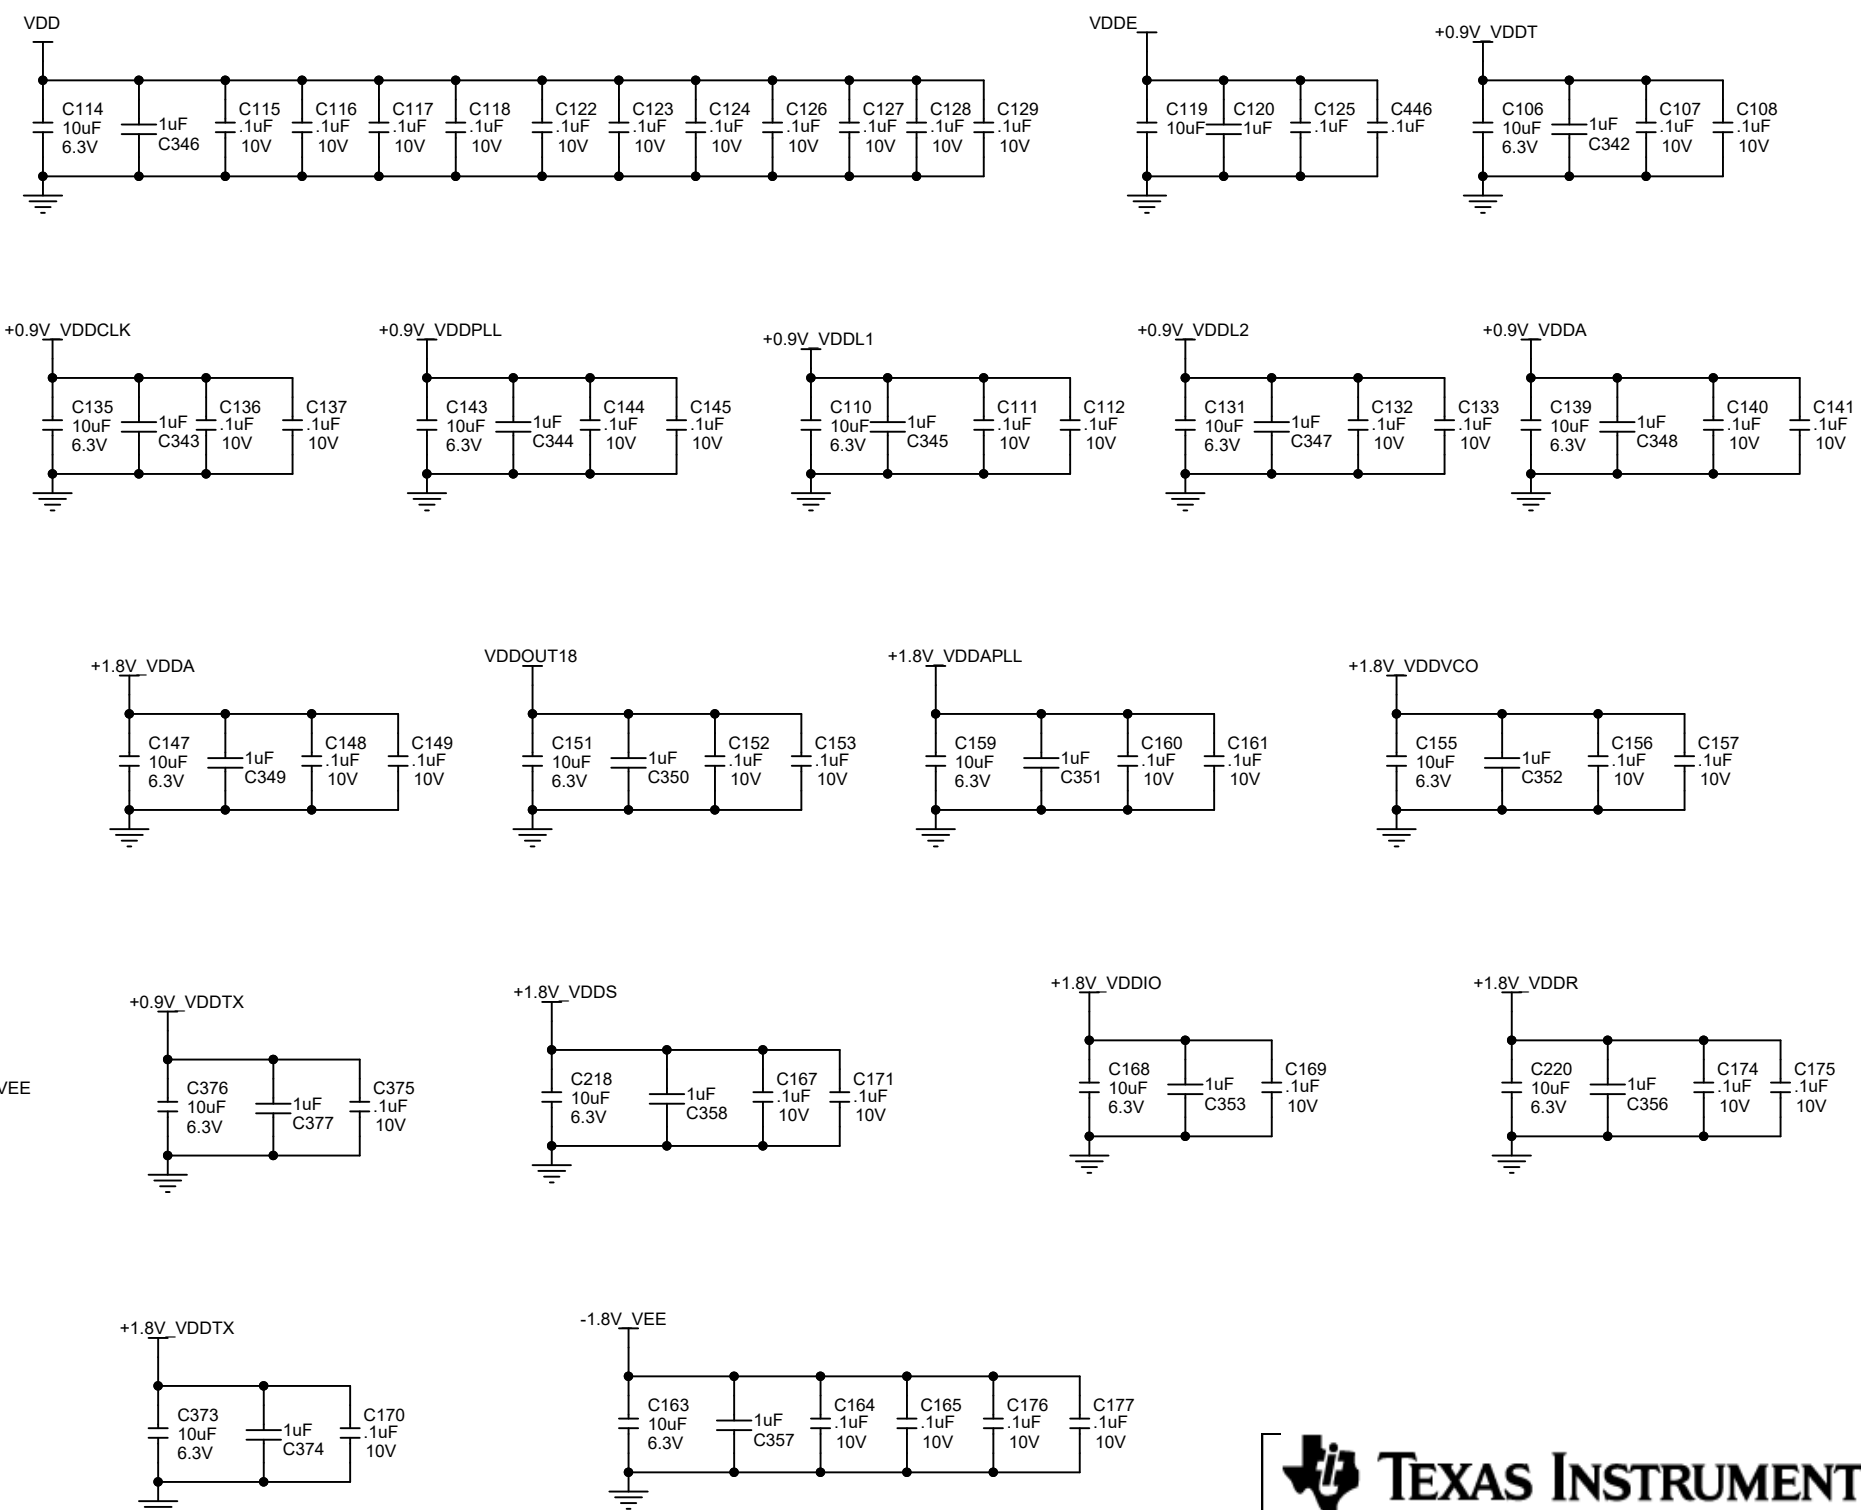 VDD
C114
10uF
6.3V
1uF
C346
C115
.1uF
10V
C116
.1uF
10V
C117
.1uF
10V
C118
.1uF
10V
C122
.1uF
10V
C123
.1uF
10V
C124
.1uF
10V
C126
.1uF
10V
C127
.1uF
10V
C128
.1uF
10V
C129
.1uF
10V
VDDE
C119
10uF
C120
1uF
C125
.1uF
C446
.1uF
+0.9V_VDDT
C106
10uF
6.3V
1uF
C342
C107
.1uF
10V
C108
.1uF
10V
+0.9V_VDDCLK
C135
10uF
6.3V
1uF
C343
C136
.1uF
10V
C137
.1uF
10V
+0.9V_VDDPLL
C143
10uF
6.3V
1uF
C344
C144
.1uF
10V
C145
.1uF
10V
+0.9V_VDDL1
C110
10uF
6.3V
1uF
C345
C111
.1uF
10V
C112
.1uF
10V
+0.9V_VDDL2
C131
10uF
6.3V
1uF
C347
C132
.1uF
10V
C133
.1uF
10V
+0.9V_VDDA
C139
10uF
6.3V
1uF
C348
C140
.1uF
10V
C141
.1uF
10V
+1.8V_VDDA
C147
10uF
6.3V
1uF
C349
C148
.1uF
10V
C149
.1uF
10V
VDDOUT18
C151
10uF
6.3V
1uF
C350
C152
.1uF
10V
C153
.1uF
10V
+1.8V_VDDAPLL
C159
10uF
6.3V
1uF
C351
C160
.1uF
10V
C161
.1uF
10V
+1.8V_VDDVCO
C155
10uF
6.3V
1uF
C352
C156
.1uF
10V
C157
.1uF
10V
VEE
+0.9V_VDDTX
C376
10uF
6.3V
1uF
C377
C375
.1uF
10V
+1.8V_VDDS
C218
10uF
6.3V
1uF
C358
C167
.1uF
10V
C171
.1uF
10V
+1.8V_VDDIO
C168
10uF
6.3V
1uF
C353
C169
.1uF
10V
+1.8V_VDDR
C220
10uF
6.3V
1uF
C356
C174
.1uF
10V
C175
.1uF
10V
+1.8V_VDDTX
C373
10uF
6.3V
1uF
C374
C170
.1uF
10V
-1.8V_VEE
C163
10uF
6.3V
1uF
C357
C164
.1uF
10V
C165
.1uF
10V
C176
.1uF
10V
C177
.1uF
10V
TEXAS INSTRUMENT